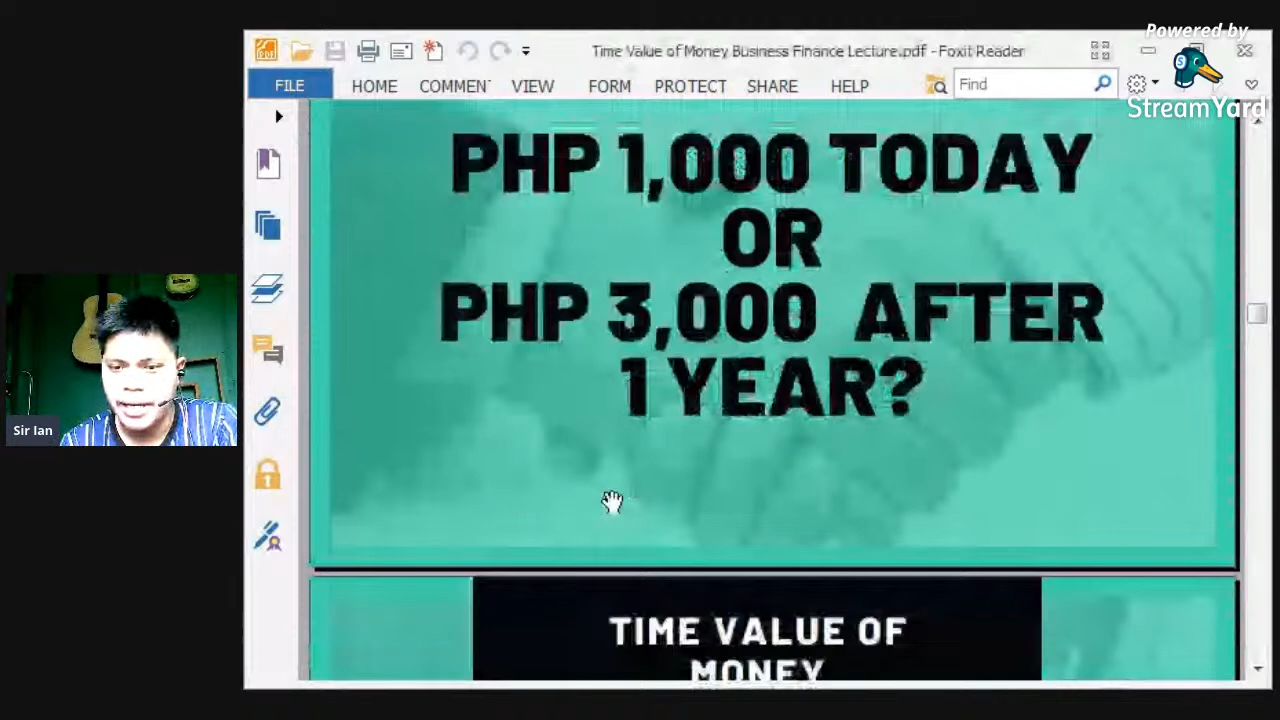 Powered by
StreamYard
Time Value of Money Business Finance Lecture.pdf - Foxit Reader
FILE HOME COMMEN VIEW FORM PROTECT SHARE HELP Find
PHP 1,000 TODAY
OR
PHP 3,000 AFTER
1 YEAR?
Sir Ian
TIME VALUE OF
MONEY